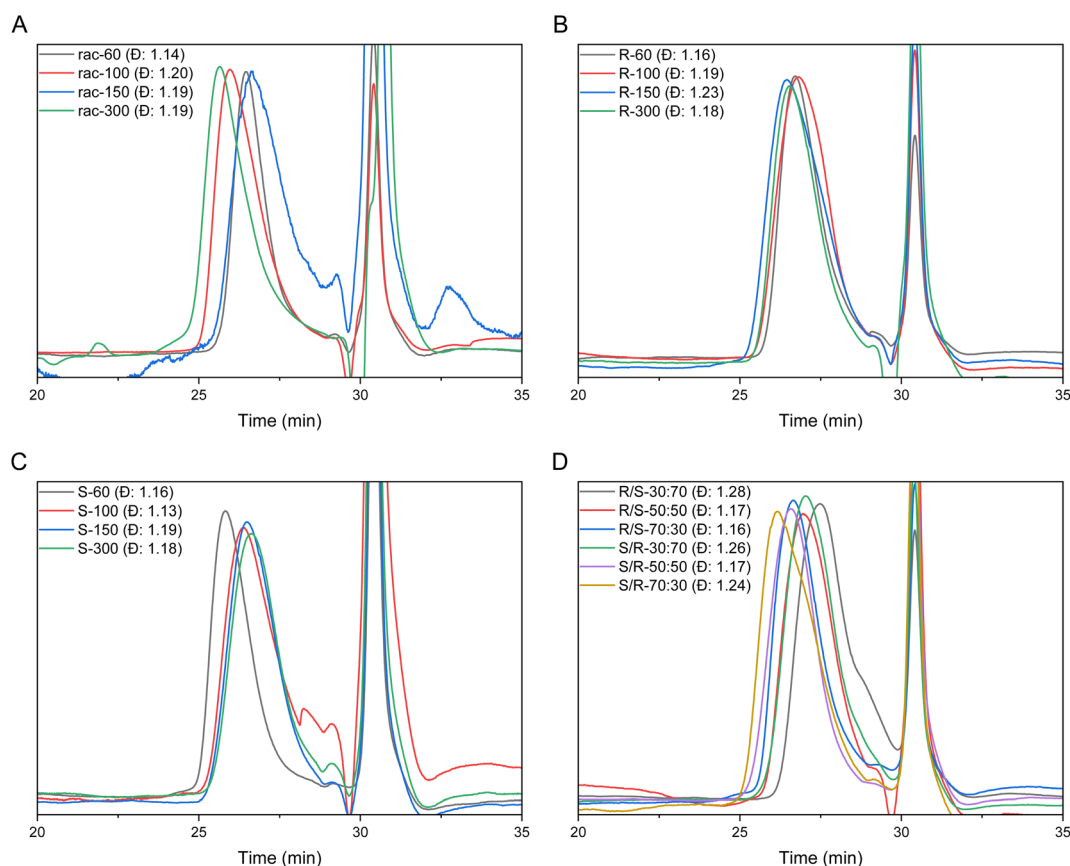 A
rac-60 (Đ: 1.14)
rac-100 (Đ: 1.20)
rac-150 (Đ: 1.19)
rac-300 (Đ: 1.19)
20 25 30 35
Time (min)
B
R-60 (Đ: 1.16)
R-100 (Đ: 1.19)
R-150 (Đ: 1.23)
R-300 (Đ: 1.18)
20 25 30 35
Time (min)
C
S-60 (Đ: 1.16)
S-100 (Đ: 1.13)
S-150 (Đ: 1.19)
S-300 (Đ: 1.18)
20 25 30 35
Time (min)
D
R/S-30:70 (Đ: 1.28)
R/S-50:50 (Đ: 1.17)
R/S-70:30 (Đ: 1.16)
S/R-30:70 (Đ: 1.26)
S/R-50:50 (Đ: 1.17)
S/R-70:30 (Đ: 1.24)
20 25 30 35
Time (min)